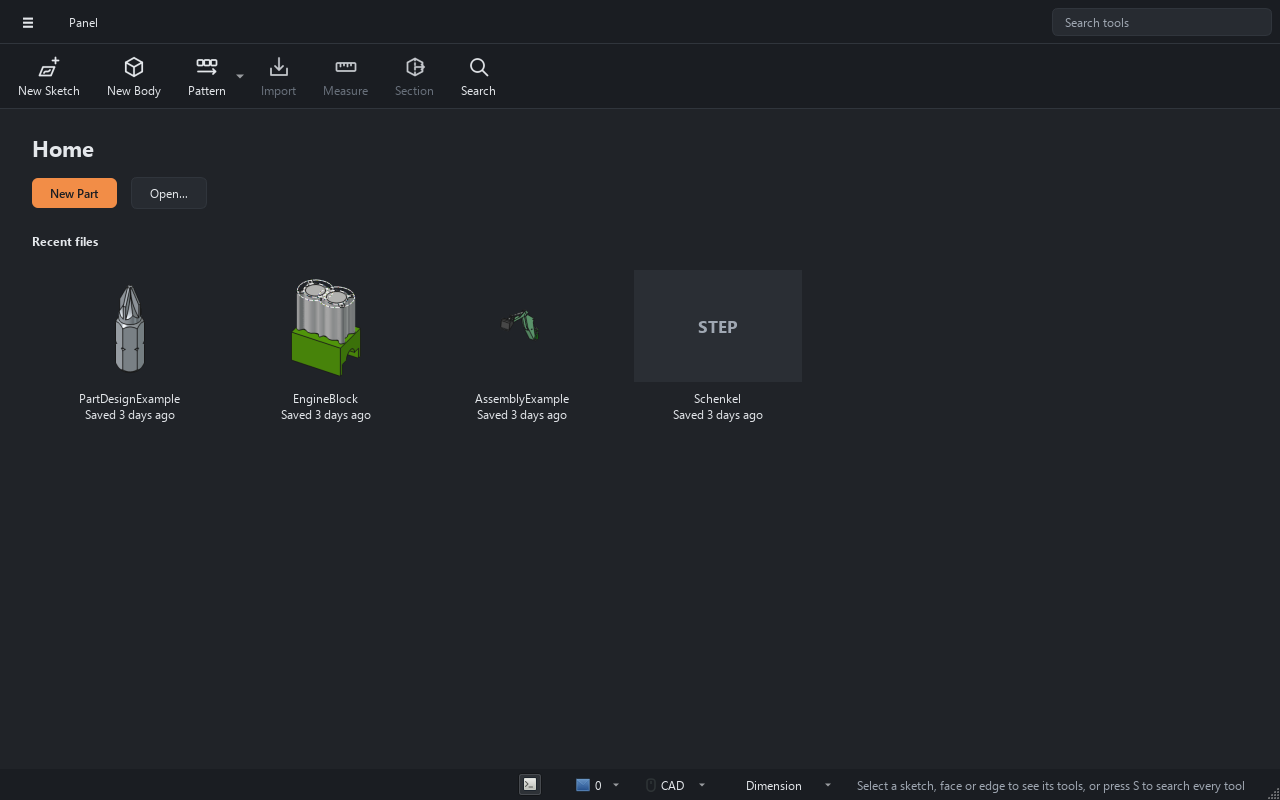 Panel
Search tools
New Sketch
New Body
Pattern
Import
Measure
Section
Search
Home
New Part
Open...
Recent files
STEP
PartDesignExample
Saved 3 days ago
EngineBlock
Saved 3 days ago
AssemblyExample
Saved 3 days ago
Schenkel
Saved 3 days ago
0
CAD
Dimension
Select a sketch, face or edge to see its tools, or press S to search every tool